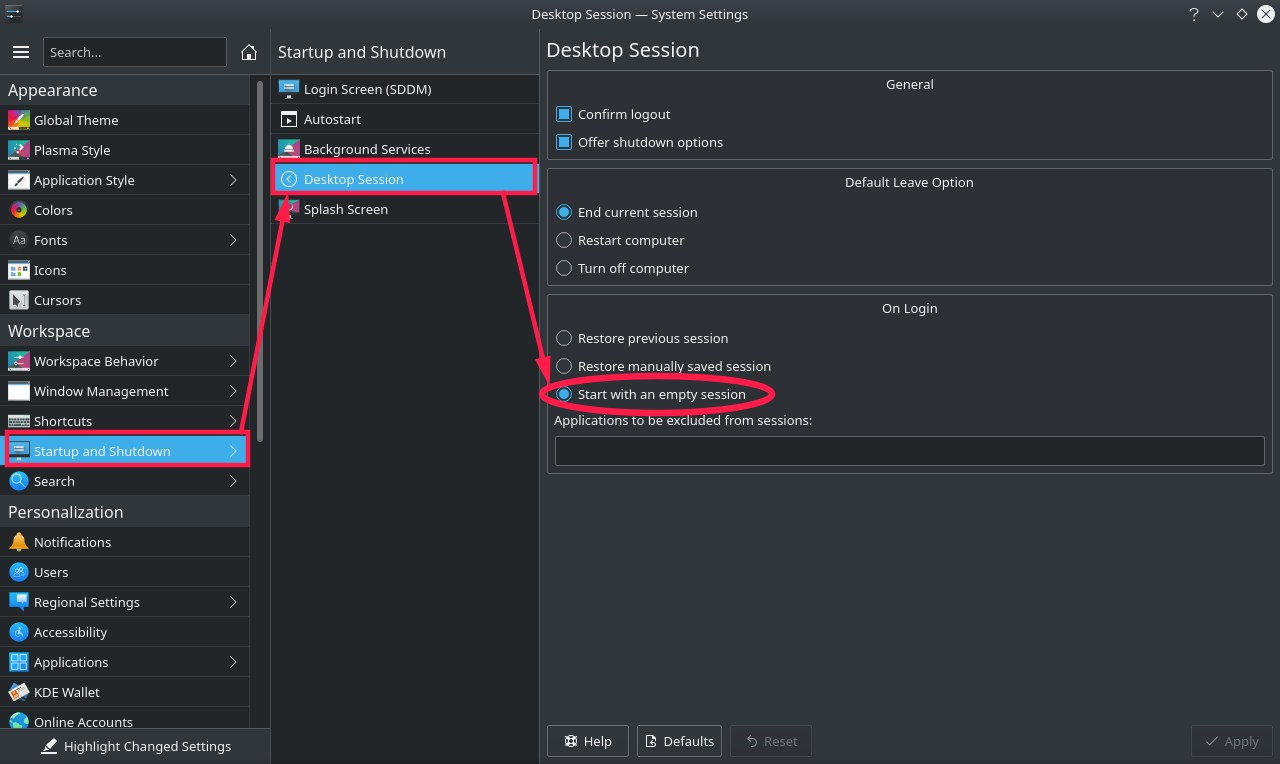 Desktop Session — System Settings
Search...
Appearance
Global Theme
Plasma Style
Application Style
Colors
Fonts
Icons
Cursors
Workspace
Workspace Behavior
Window Management
Shortcuts
Startup and Shutdown
Search
Personalization
Notifications
Users
Regional Settings
Accessibility
Applications
KDE Wallet
Online Accounts
Highlight Changed Settings
Startup and Shutdown
Login Screen (SDDM)
Autostart
Background Services
Desktop Session
Splash Screen
Desktop Session
General
Confirm logout
Offer shutdown options
Default Leave Option
End current session
Restart computer
Turn off computer
On Login
Restore previous session
Restore manually saved session
Start with an empty session
Applications to be excluded from sessions:
Help
Defaults
Reset
Apply